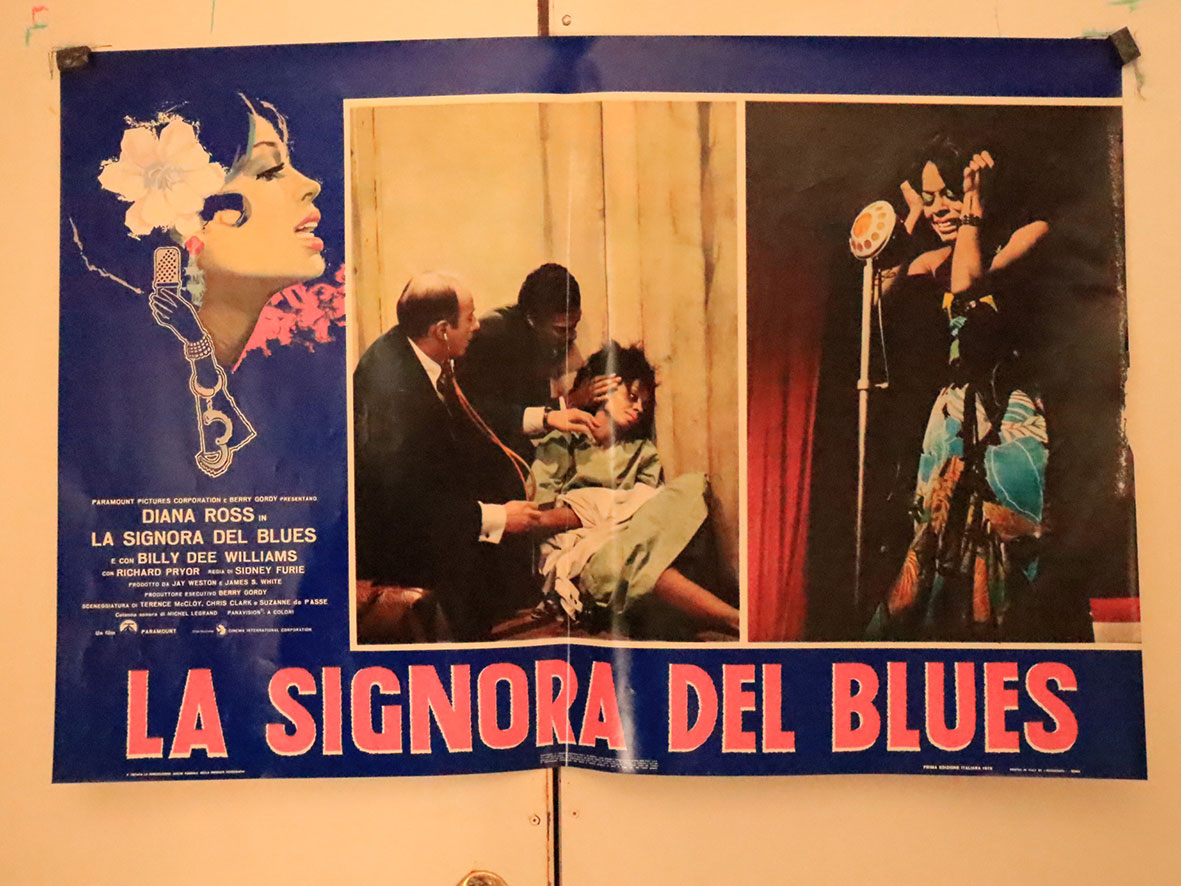 PARAMOUNT PICTURES CORPORATION E BERRY GORDY PRESENTANO
DIANA ROSS IN
LA SIGNORA DEL BLUES
E CON BILLY DEE WILLIAMS
CON RICHARD PRYOR REGIA DI SIDNEY FURIE
PRODOTTO DA JAY WESTON E JAMES S. WHITE
PRODUTTORE ESECUTIVO BERRY GORDY
SCENEGGIATURA DI TERENCE McCLOY, CHRIS CLARK e SUZANNE de PASSE
Colonna sonora di MICHEL LEGRAND PANAVISION® A COLORI
Un film PARAMOUNT distribuito CINEMA INTERNATIONAL CORPORATION
LA SIGNORA DEL BLUES
PRIMA EDIZIONE ITALIANA